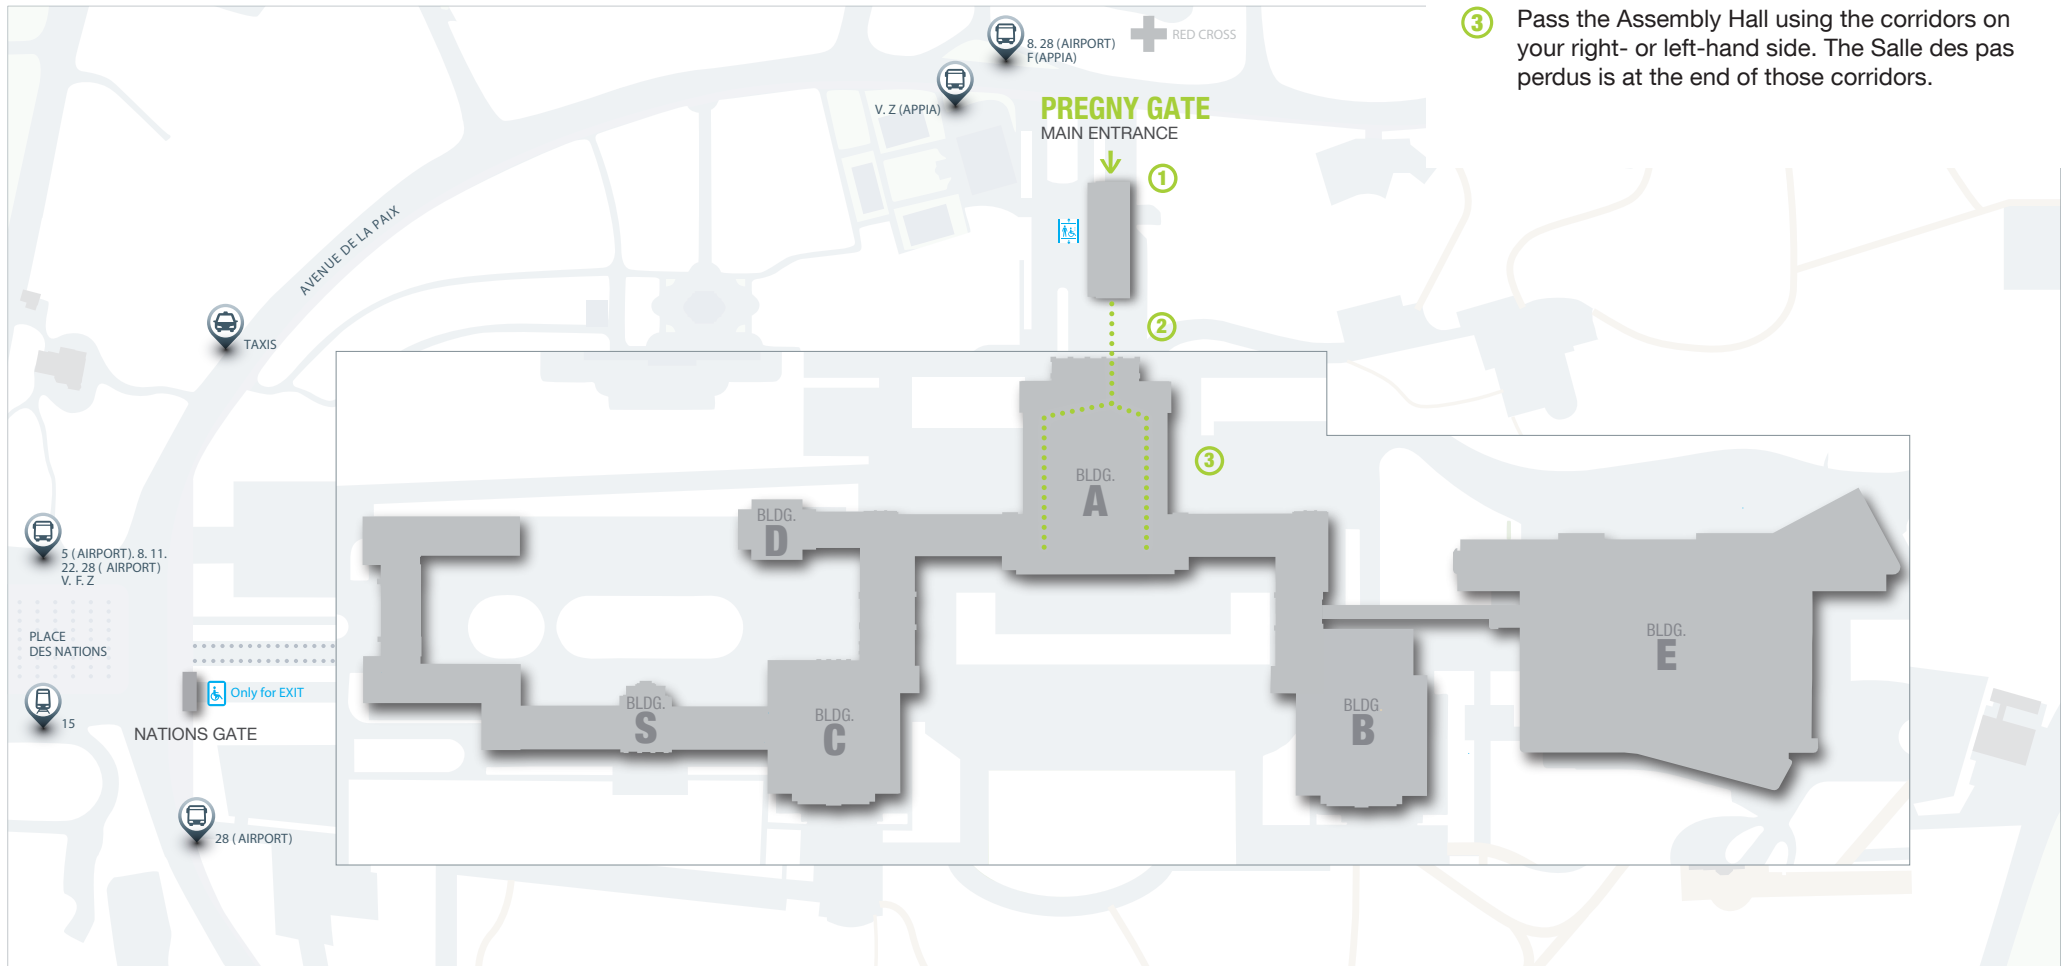 3 Pass the Assembly Hall using the corridors on
your right- or left-hand side. The Salle des pas
perdus is at the end of those corridors.
8. 28 (AIRPORT)
F (APPIA)
RED CROSS
V. Z (APPIA)
PREGNY GATE
MAIN ENTRANCE
1
AVENUE DE LA PAIX
2
TAXIS
3
BLDG.
A
BLDG.
D
5 ( AIRPORT). 8. 11.
22. 28 ( AIRPORT)
V. F. Z
PLACE
DES NATIONS
BLDG.
E
Only for EXIT
15
NATIONS GATE
BLDG.
S
BLDG.
C
BLDG
B
28 ( AIRPORT)